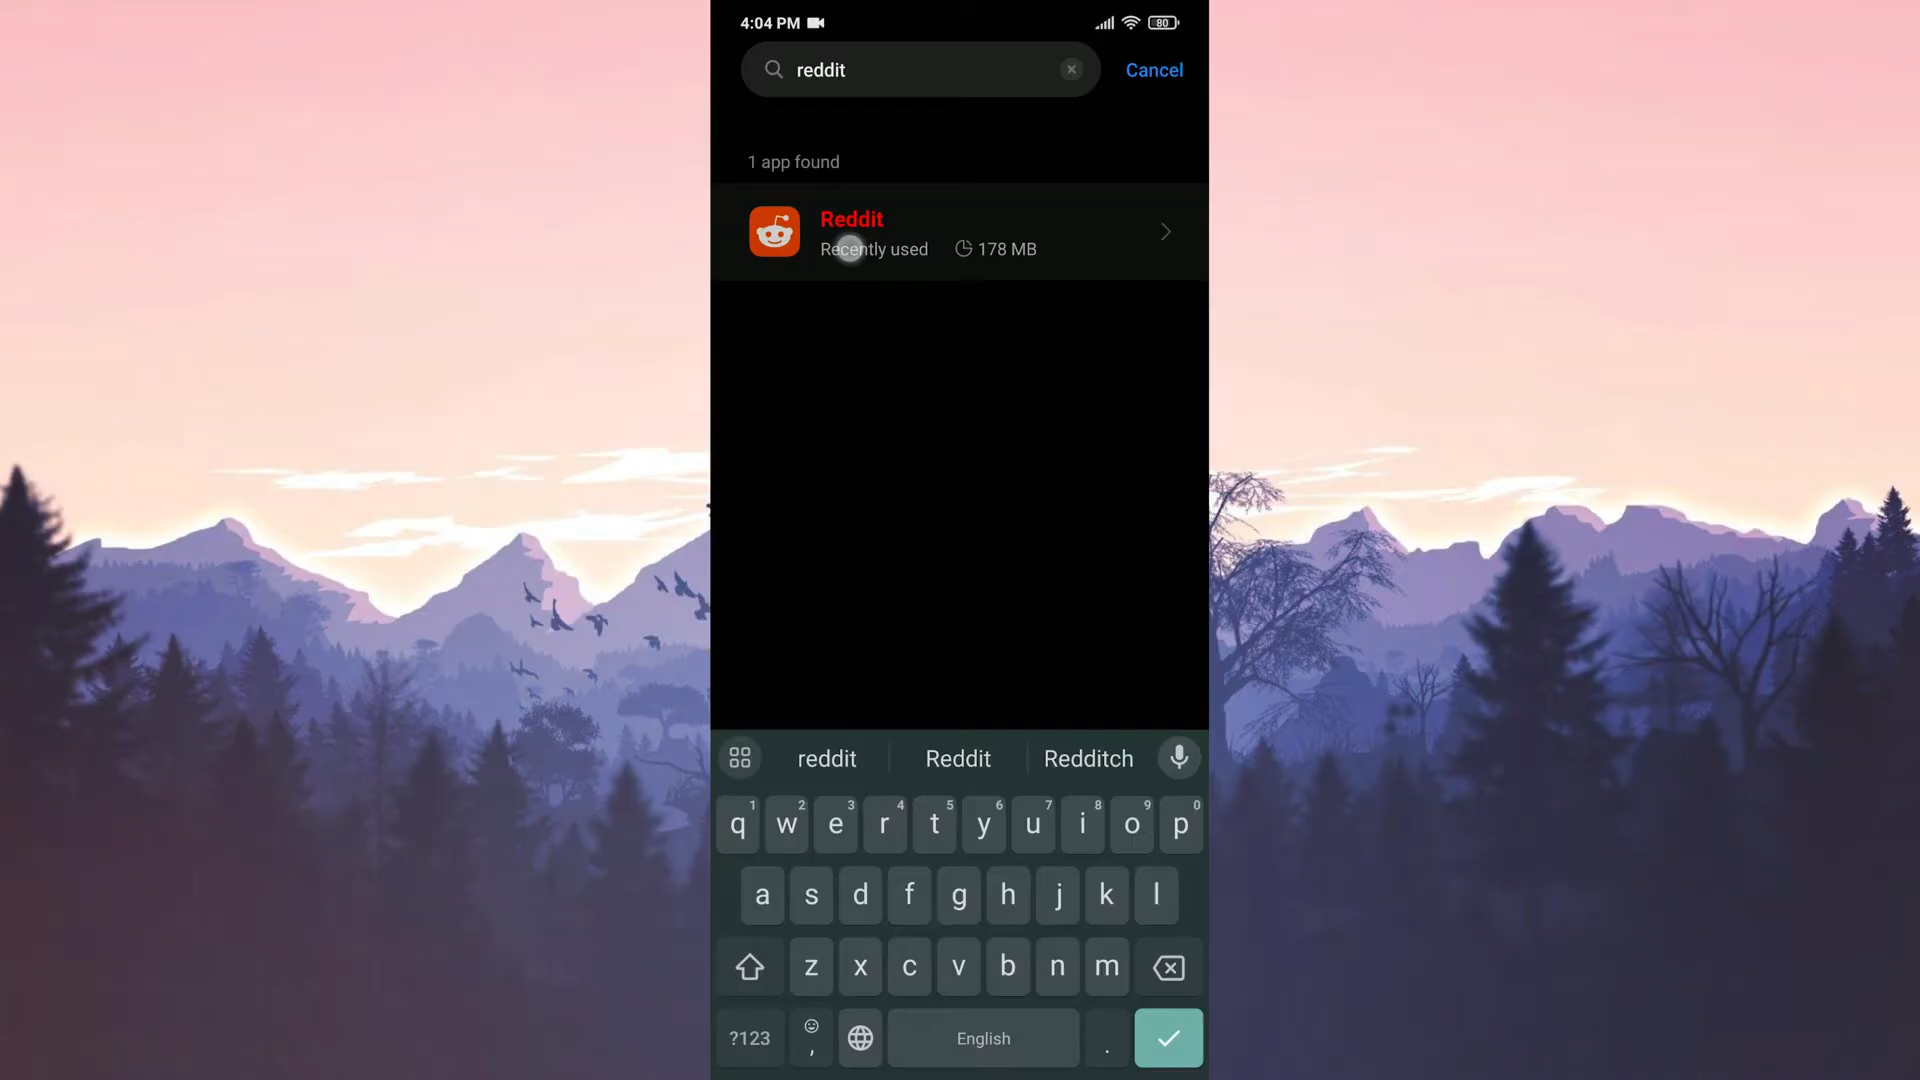 4:04 PM
80
reddit
Cancel
1 app found
Reddit
Recently used 178 MB
reddit Reddit Redditch
1 2 3 4 5 6 7 8 9 0
q w e r t y u i o p
a s d f g h j k l
z x c v b n m
?123 , English .